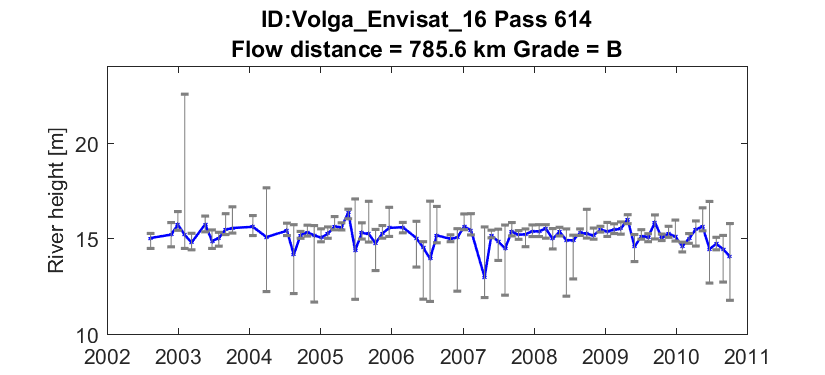 ID:Volga_Envisat_16 Pass 614
Flow distance = 785.6 km Grade = B
River height [m]
20
15
10
2002 2003 2004 2005 2006 2007 2008 2009 2010 2011